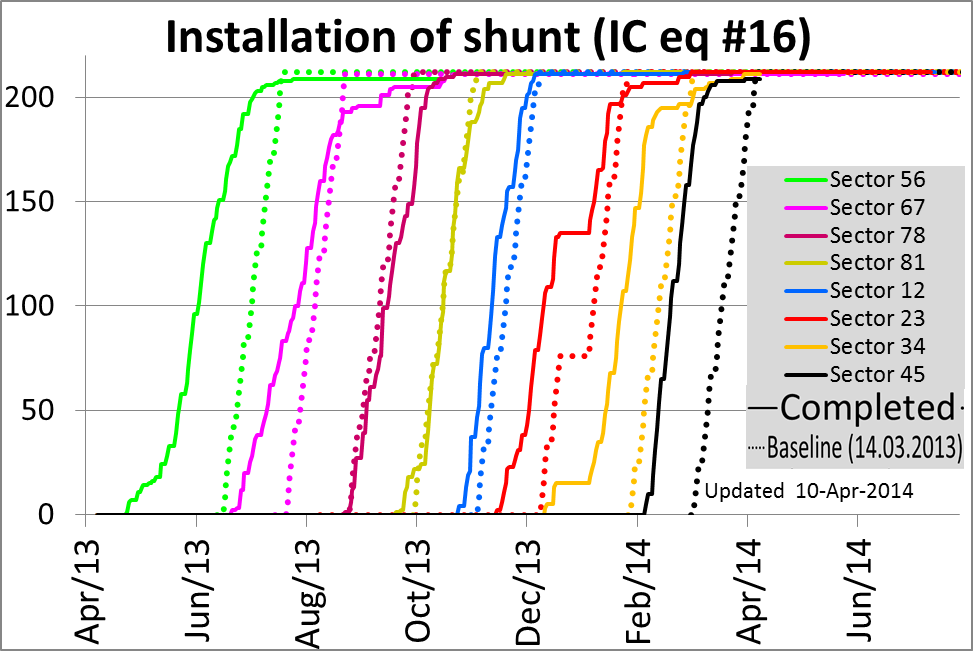 Installation of shunt (IC eq #16)
200
150
100
50
0
Sector 56
Sector 67
Sector 78
Sector 81
Sector 12
Sector 23
Sector 34
Sector 45
Completed
Baseline (14.03.2013)
Updated 10-Apr-2014
Apr/13
Jun/13
Aug/13
Oct/13
Dec/13
Feb/14
Apr/14
Jun/14